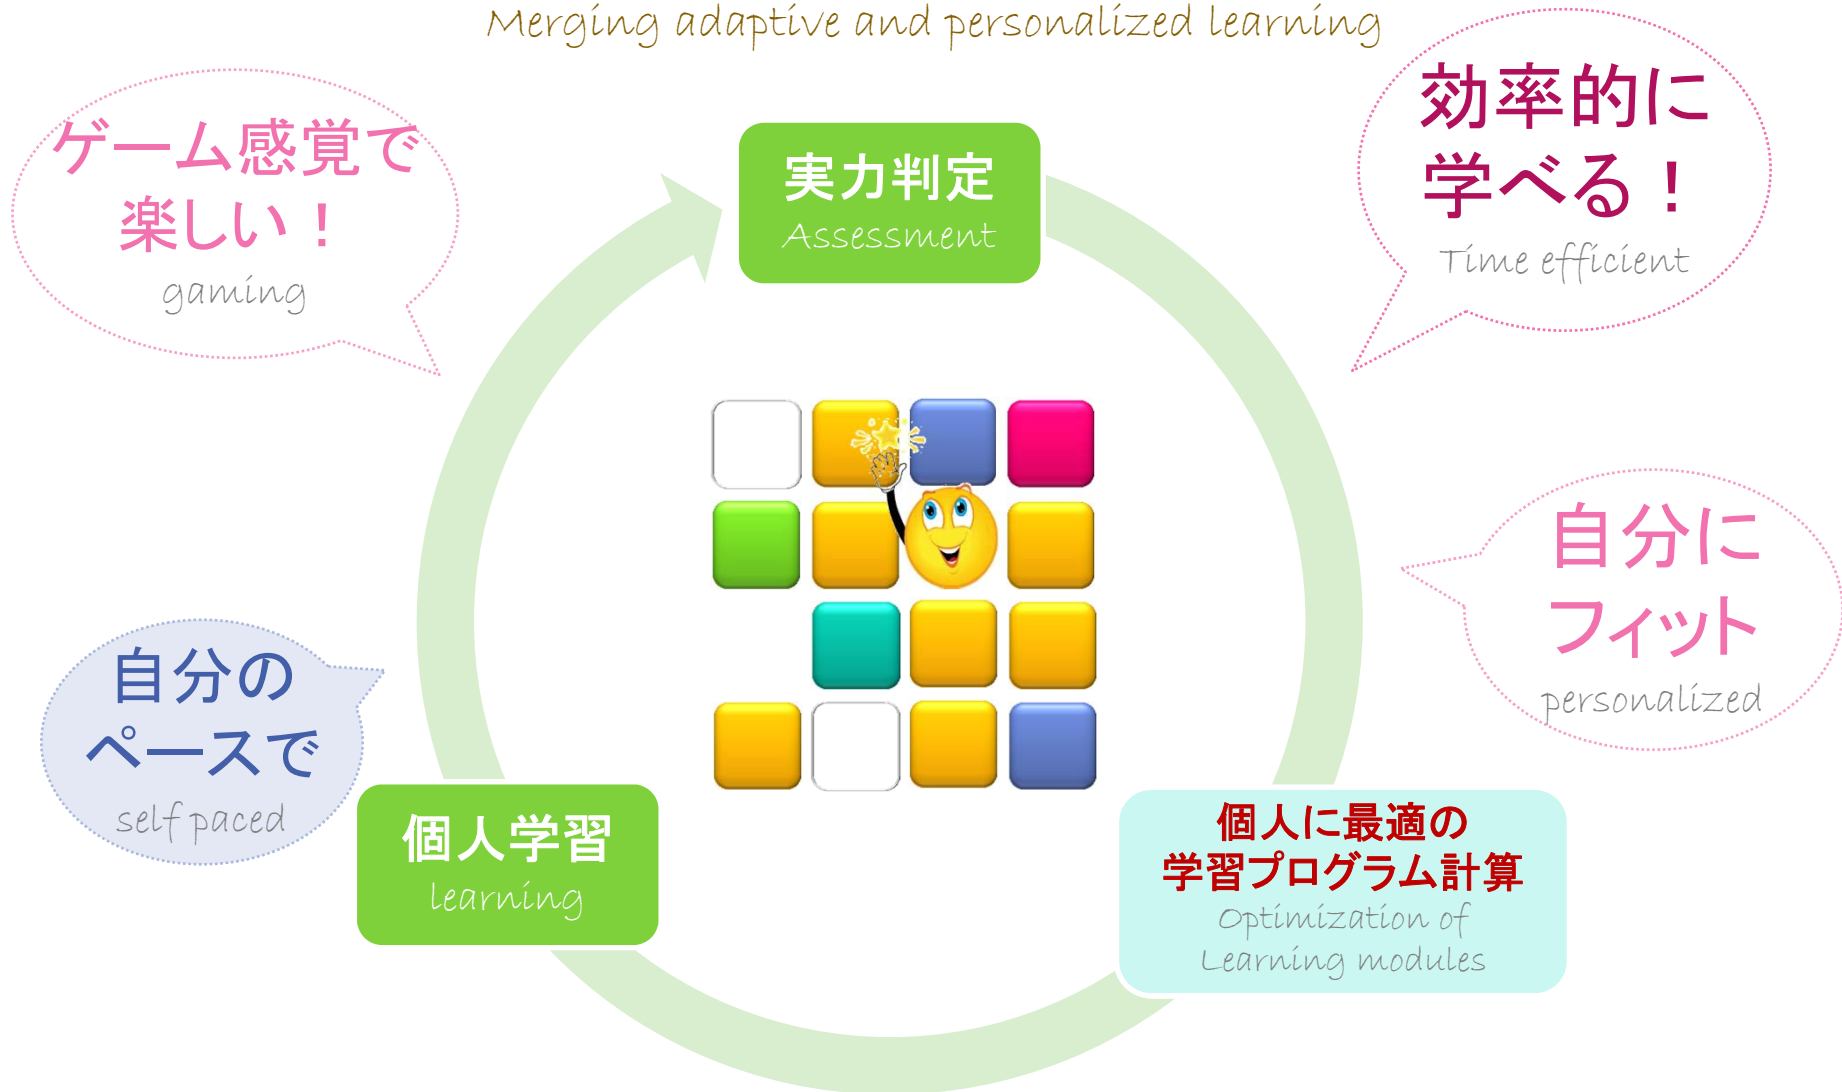 Merging adaptive and personalized learning
ゲーム感覚で
楽しい！
gaming
実力判定
Assessment
効率的に
学べる！
Time efficient
自分に
フィット
personalized
自分の
ペースで
self paced
個人学習
learning
個人に最適の
学習プログラム計算
Optimization of
Learning modules